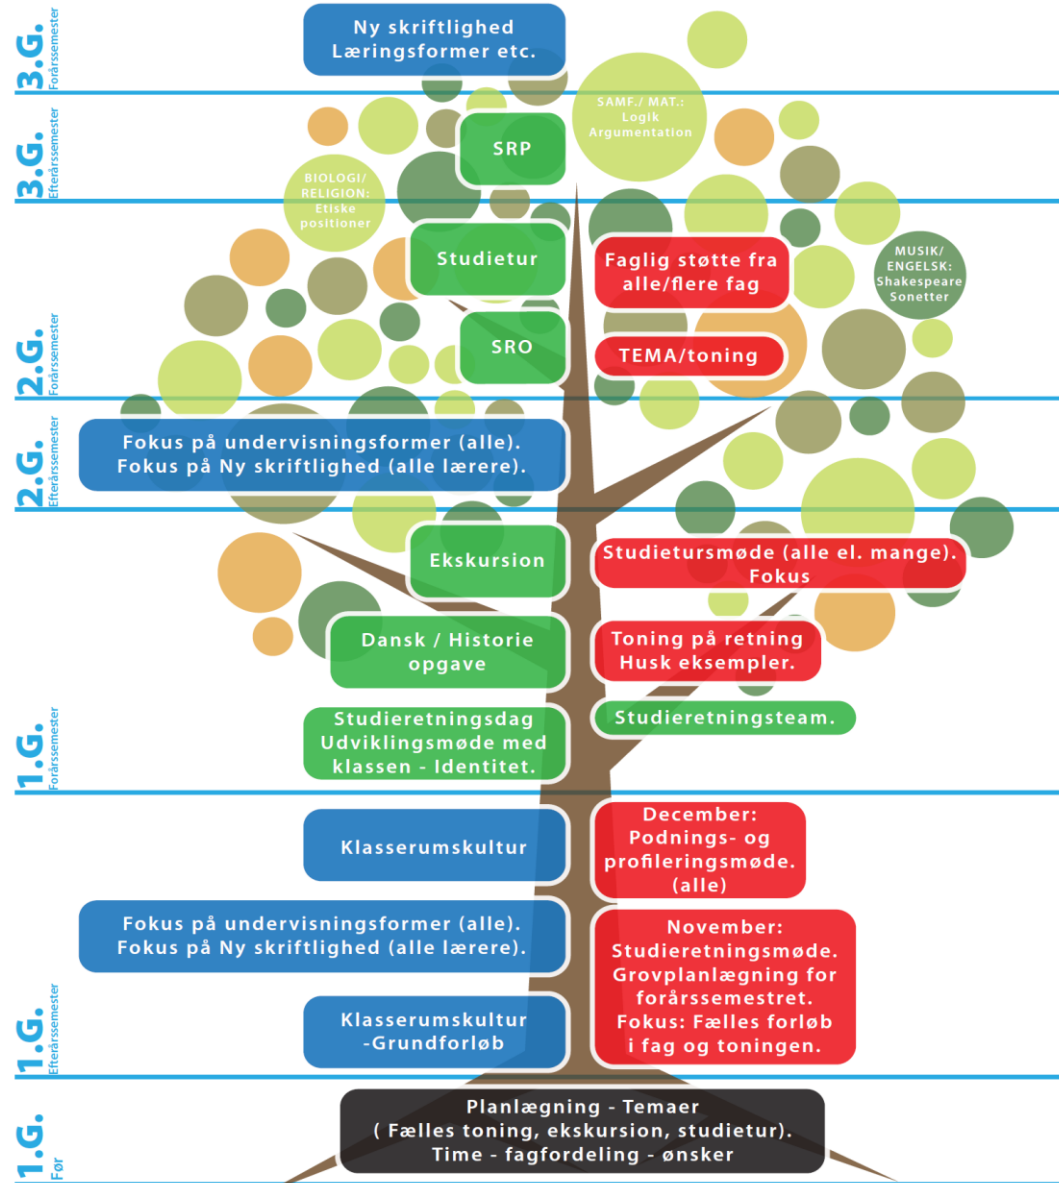 3.G.
Forårssemester
Ny skriftlighed
Læringsformer etc.
3.G.
Efterårssemester
SAMF./ MAT.:
Logik
Argumentation
SRP
BIOLOGI/
RELIGION:
Etiske
positioner
2.G.
Forårssemester
Studietur
Faglig støtte fra
alle/flere fag
MUSIK/
ENGELSK:
Shakespeare
Sonetter
SRO
TEMA/toning
2.G.
Efterårssemester
Fokus på undervisningsformer (alle).
Fokus på Ny skriftlighed (alle lærere).
1.G.
Forårssemester
Ekskursion
Studietursmøde (alle el. mange).
Fokus
Dansk / Historie
opgave
Toning på retning
Husk eksempler.
Studieretningsdag
Udviklingsmøde med
klassen - Identitet.
Studieretningsteam.
1.G.
Efterårssemester
Klasserumskultur
December:
Podnings- og
profileringsmøde.
(alle)
Fokus på undervisningsformer (alle).
Fokus på Ny skriftlighed (alle lærere).
November:
Studieretningsmøde.
Grovplanlægning for
forårssemestret.
Fokus: Fælles forløb
i fag og toningen.
Klasserumskultur
-Grundforløb
1.G.
Før
Planlægning - Temaer
( Fælles toning, ekskursion, studietur).
Time - fagfordeling - ønsker